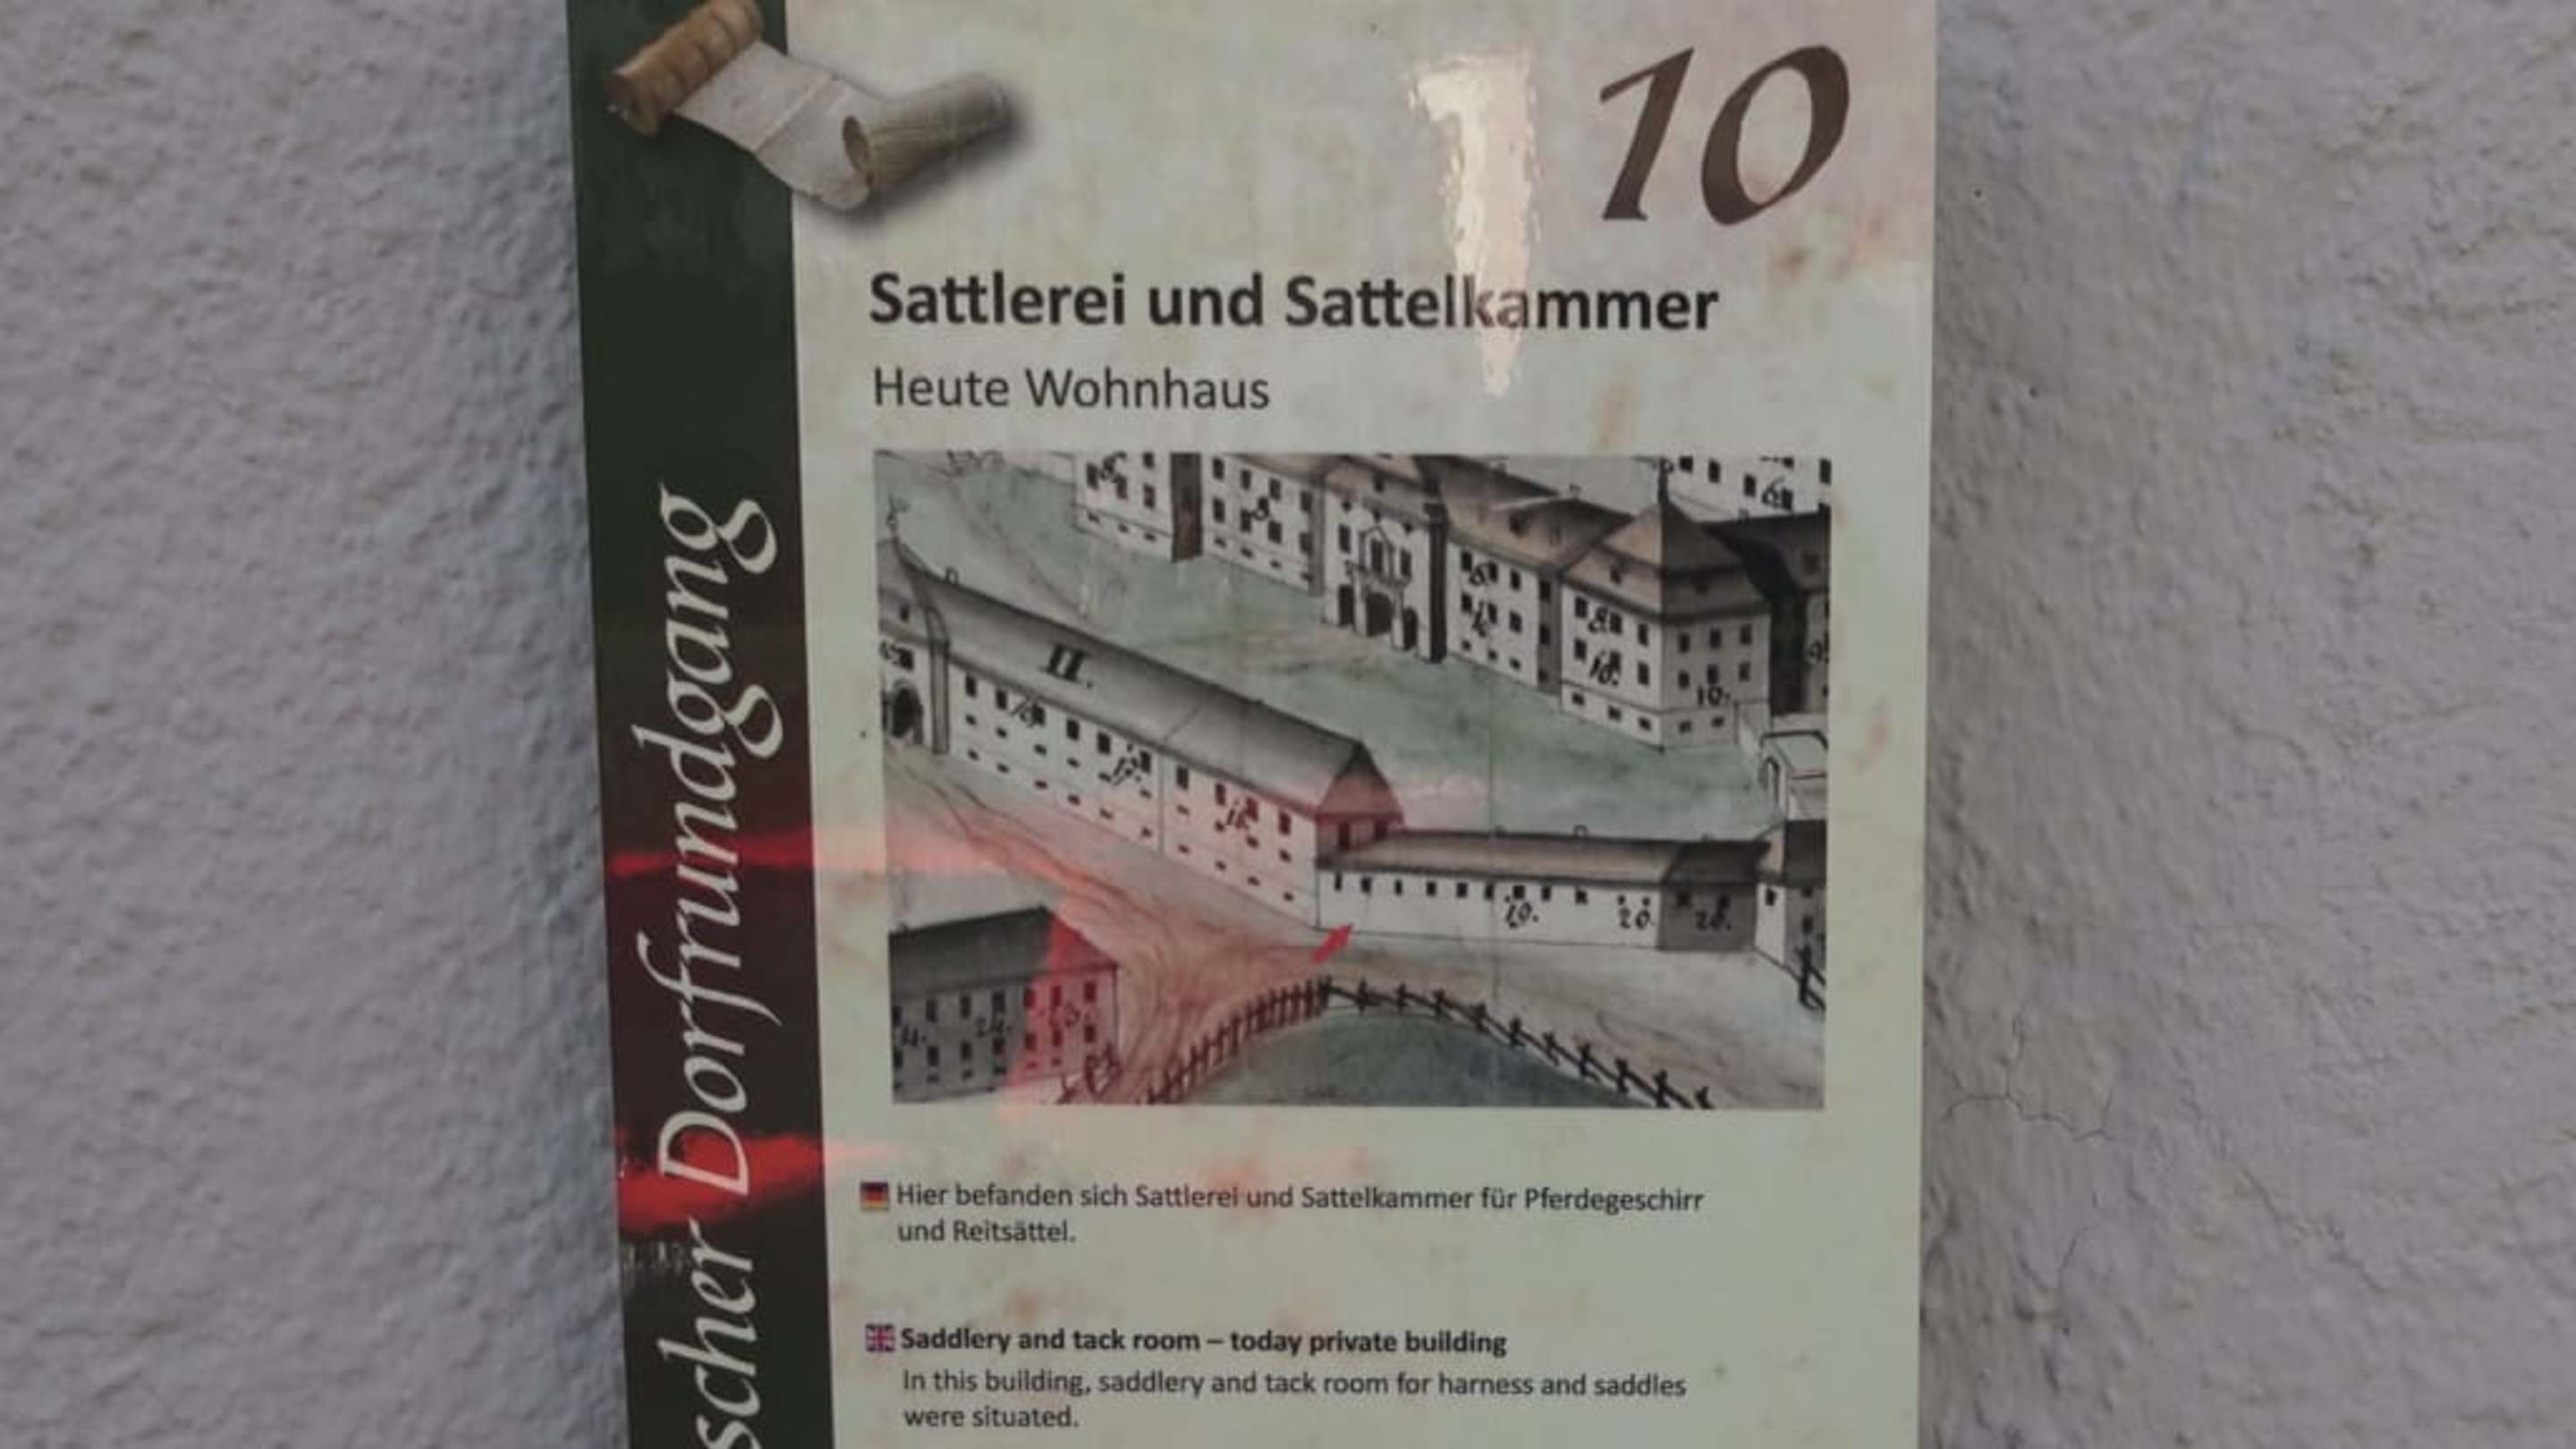 10
Sattlerei und Sattelkammer
Heute Wohnhaus
scher Dorfrundgang
II.
Hier befanden sich Sattlerei und Sattelkammer für Pferdegeschirr
und Reitsättel.
Saddlery and tack room – today private building
In this building, saddlery and tack room for harness and saddles
were situated.